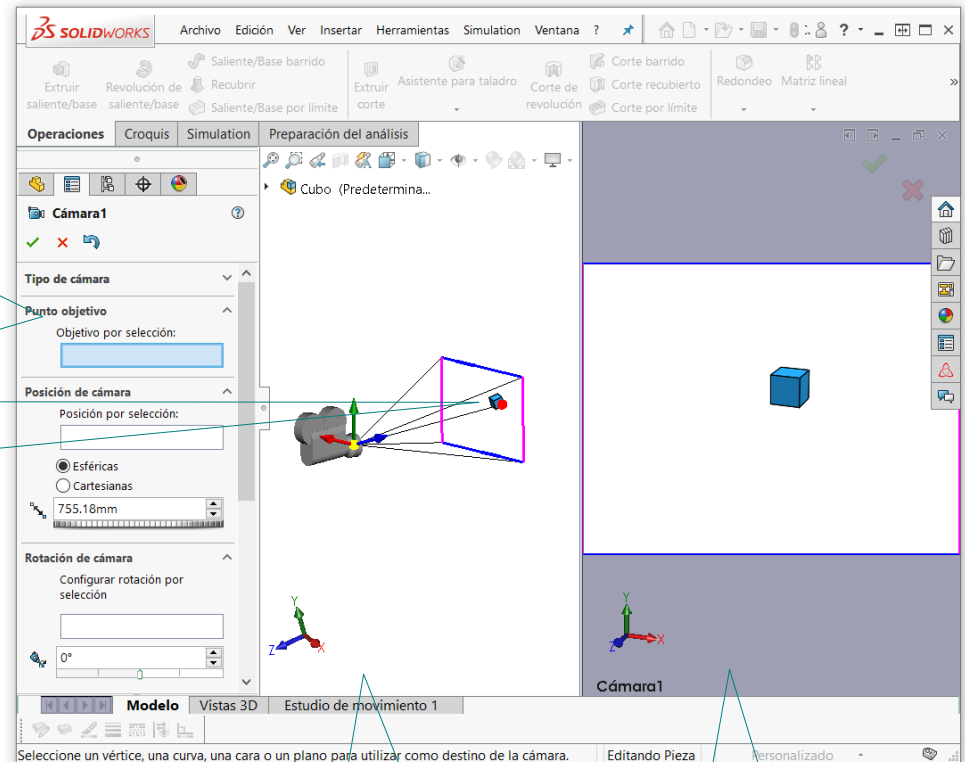 SOLIDWORKS Archivo Edición Ver Insertar Herramientas Simulation Ventana ? ?
Extruir saliente/base
Revolución de saliente/base
Saliente/Base barrido
Recubrir
Saliente/Base por límite
Extruir corte
Asistente para taladro
Corte de revolución
Corte barrido
Corte recubierto
Corte por límite
Redondeo
Matriz lineal
»
Operaciones Croquis Simulation Preparación del análisis
Cubo (Predetermina...
Cámara1 ?
Tipo de cámara
Punto objetivo
Objetivo por selección:
Posición de cámara
Posición por selección:
Esféricas
Cartesianas
755.18mm
Rotación de cámara
Configurar rotación por
selección
0°
Y
Z X
Y
Z X
Cámara1
Modelo Vistas 3D Estudio de movimiento 1
Seleccione un vértice, una curva, una cara o un plano para utilizar como destino de la cámara. Editando Pieza Personalizado